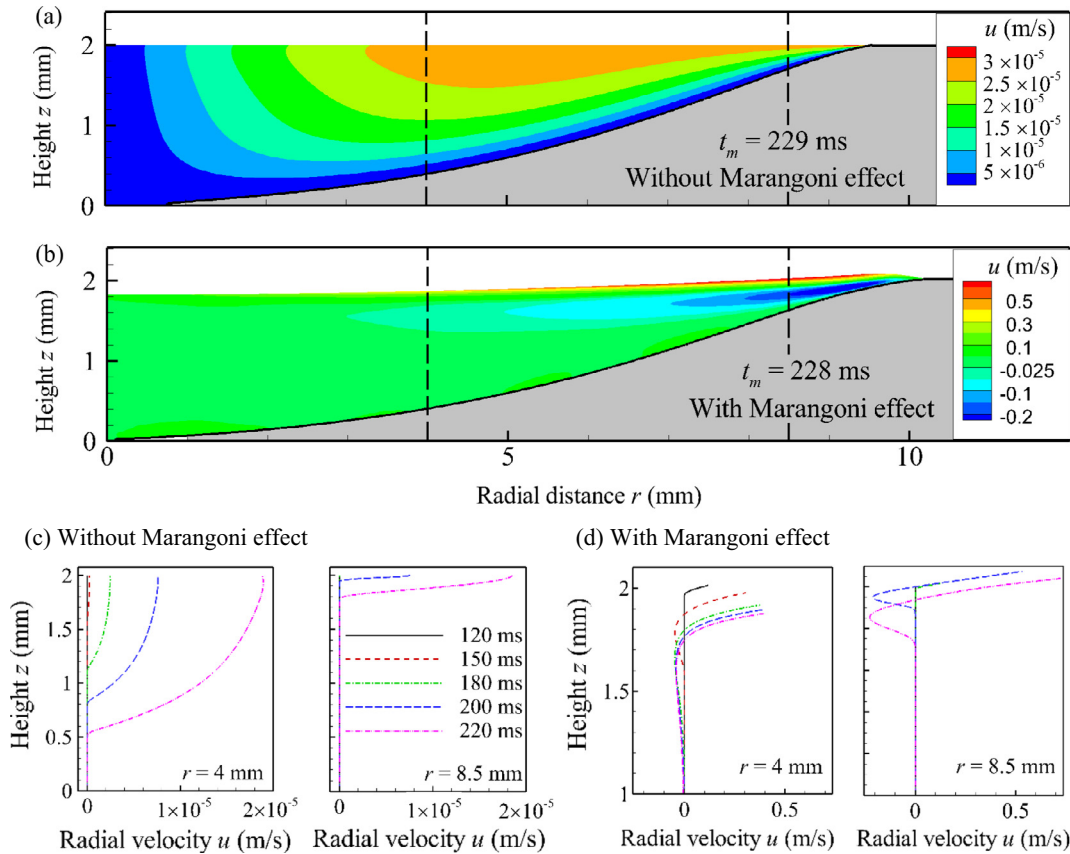 (a)
u (m/s)
3 ×10⁻⁵
2.5×10⁻⁵
2×10⁻⁵
1.5×10⁻⁵
1×10⁻⁵
5×10⁻⁶
2
1
0
Height z (mm)
tₘ = 229 ms
Without Marangoni effect
(b)
u (m/s)
0.5
0.3
0.1
-0.025
-0.1
-0.2
2
1
0
Height z (mm)
tₘ = 228 ms
With Marangoni effect
0 5 10
Radial distance r (mm)
(c) Without Marangoni effect
2
1.5
1
0.5
0
Height z (mm)
r = 4 mm
0 1×10⁻⁵ 2×10⁻⁵
120 ms
150 ms
180 ms
200 ms
220 ms
r = 8.5 mm
0 1×10⁻⁵ 2×10⁻⁵
Radial velocity u (m/s)
Radial velocity u (m/s)
(d) With Marangoni effect
2
1.5
1
Height z (mm)
r = 4 mm
0 0.5
r = 8.5 mm
0 0.5
Radial velocity u (m/s)
Radial velocity u (m/s)